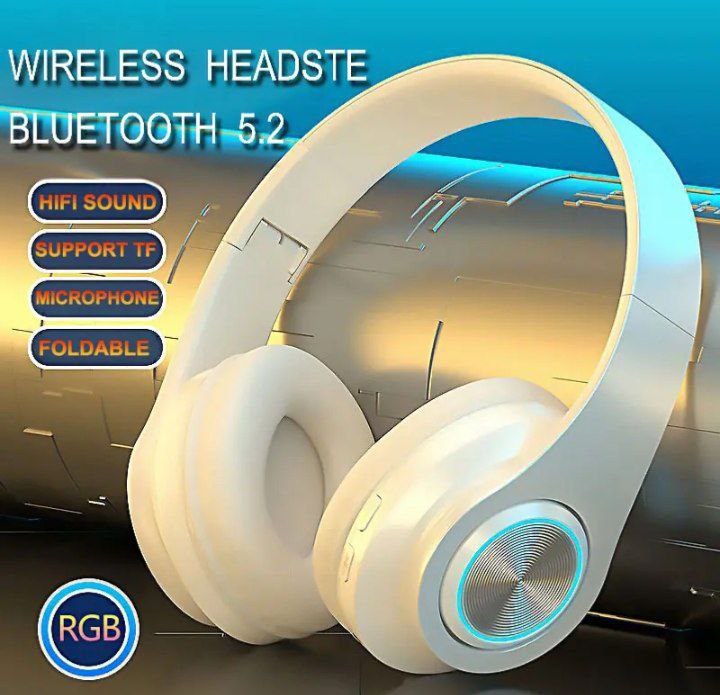 WIRELESS HEADSTE
BLUETOOTH 5.2
HIFI SOUND
SUPPORT TF
MICROPHONE
FOLDABLE
RGB